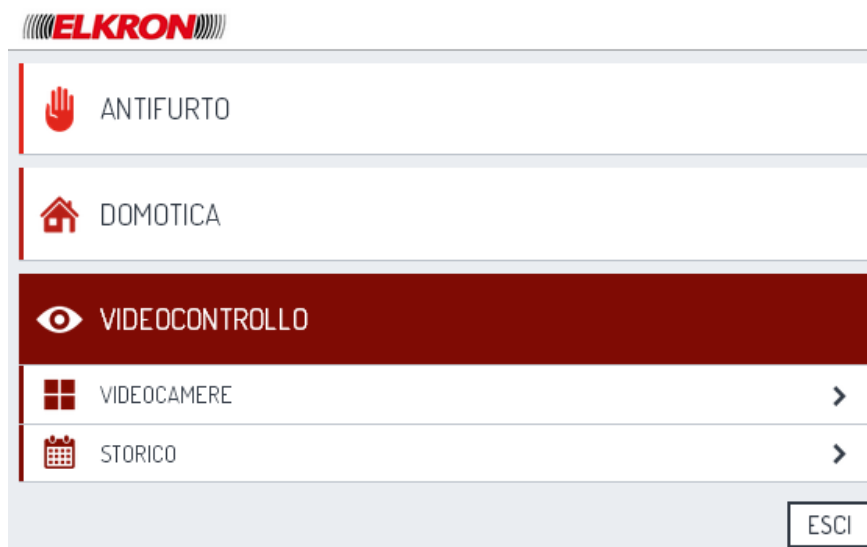 ELKRON
ANTIFURTO
DOMOTICA
VIDEOCONTROLLO
VIDEOCAMERE
STORICO
ESCI